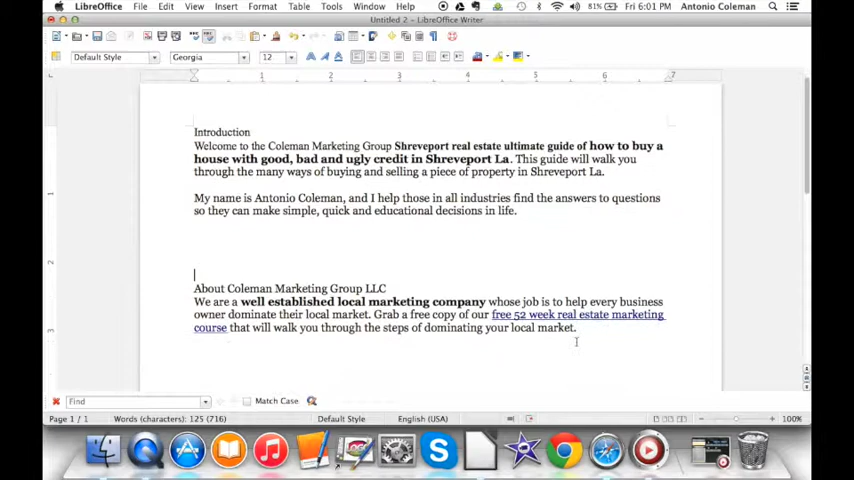 LibreOffice File Edit View Insert Format Table Tools Window Help 81% Fri 6:01 PM Antonio Coleman
Untitled 2 - LibreOffice Writer
Default Style Georgia 12
1 2 3 4 5 6 7
Introduction
Welcome to the Coleman Marketing Group Shreveport real estate ultimate guide of how to buy a
house with good, bad and ugly credit in Shreveport La. This guide will walk you
through the many ways of buying and selling a piece of property in Shreveport La.
My name is Antonio Coleman, and I help those in all industries find the answers to questions
so they can make simple, quick and educational decisions in life.
About Coleman Marketing Group LLC
We are a well established local marketing company whose job is to help every business
owner dominate their local market. Grab a free copy of our free 52 week real estate marketing
course that will walk you through the steps of dominating your local market.
Find Match Case
Page 1 / 1 Words (characters): 125 (716) Default Style English (USA) 100%